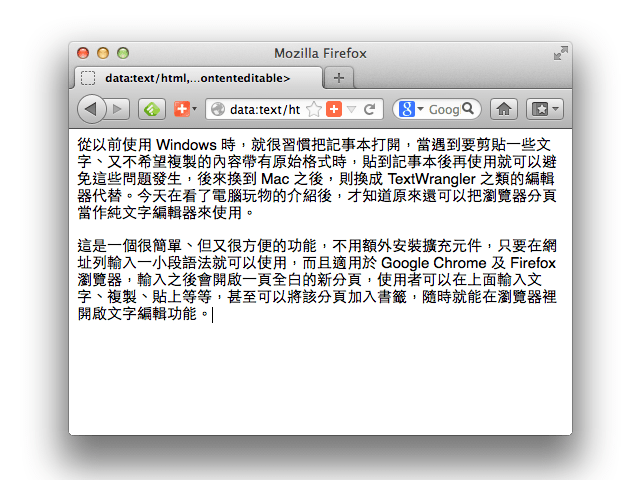 Mozilla Firefox
data:text/html,...ontenteditable>
data:text/ht
Goog
從以前使用 Windows 時，就很習慣把記事本打開，當遇到要剪貼一些文
字、又不希望複製的內容帶有原始格式時，貼到記事本後再使用就可以避
免這些問題發生，後來換到 Mac 之後，則換成 TextWrangler 之類的編輯
器代替。今天在看了電腦玩物的介紹後，才知道原來還可以把瀏覽器分頁
當作純文字編輯器來使用。
這是一個很簡單、但又很方便的功能，不用額外安裝擴充元件，只要在網
址列輸入一小段語法就可以使用，而且適用於 Google Chrome 及 Firefox
瀏覽器，輸入之後會開啟一頁全白的新分頁，使用者可以在上面輸入文
字、複製、貼上等等，甚至可以將該分頁加入書籤，隨時就能在瀏覽器裡
開啟文字編輯功能。